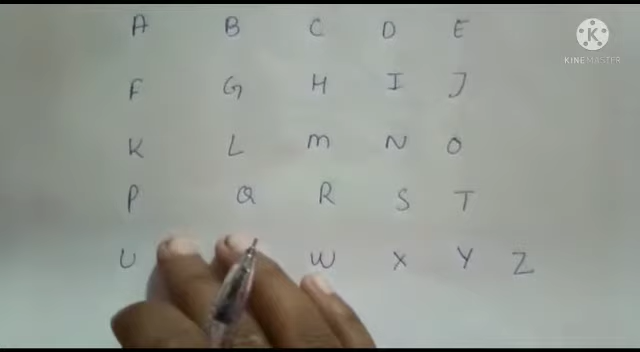 A B C D E
K
KINEMASTER
F G H I J
K L M N O
P Q R S T
U W X Y Z